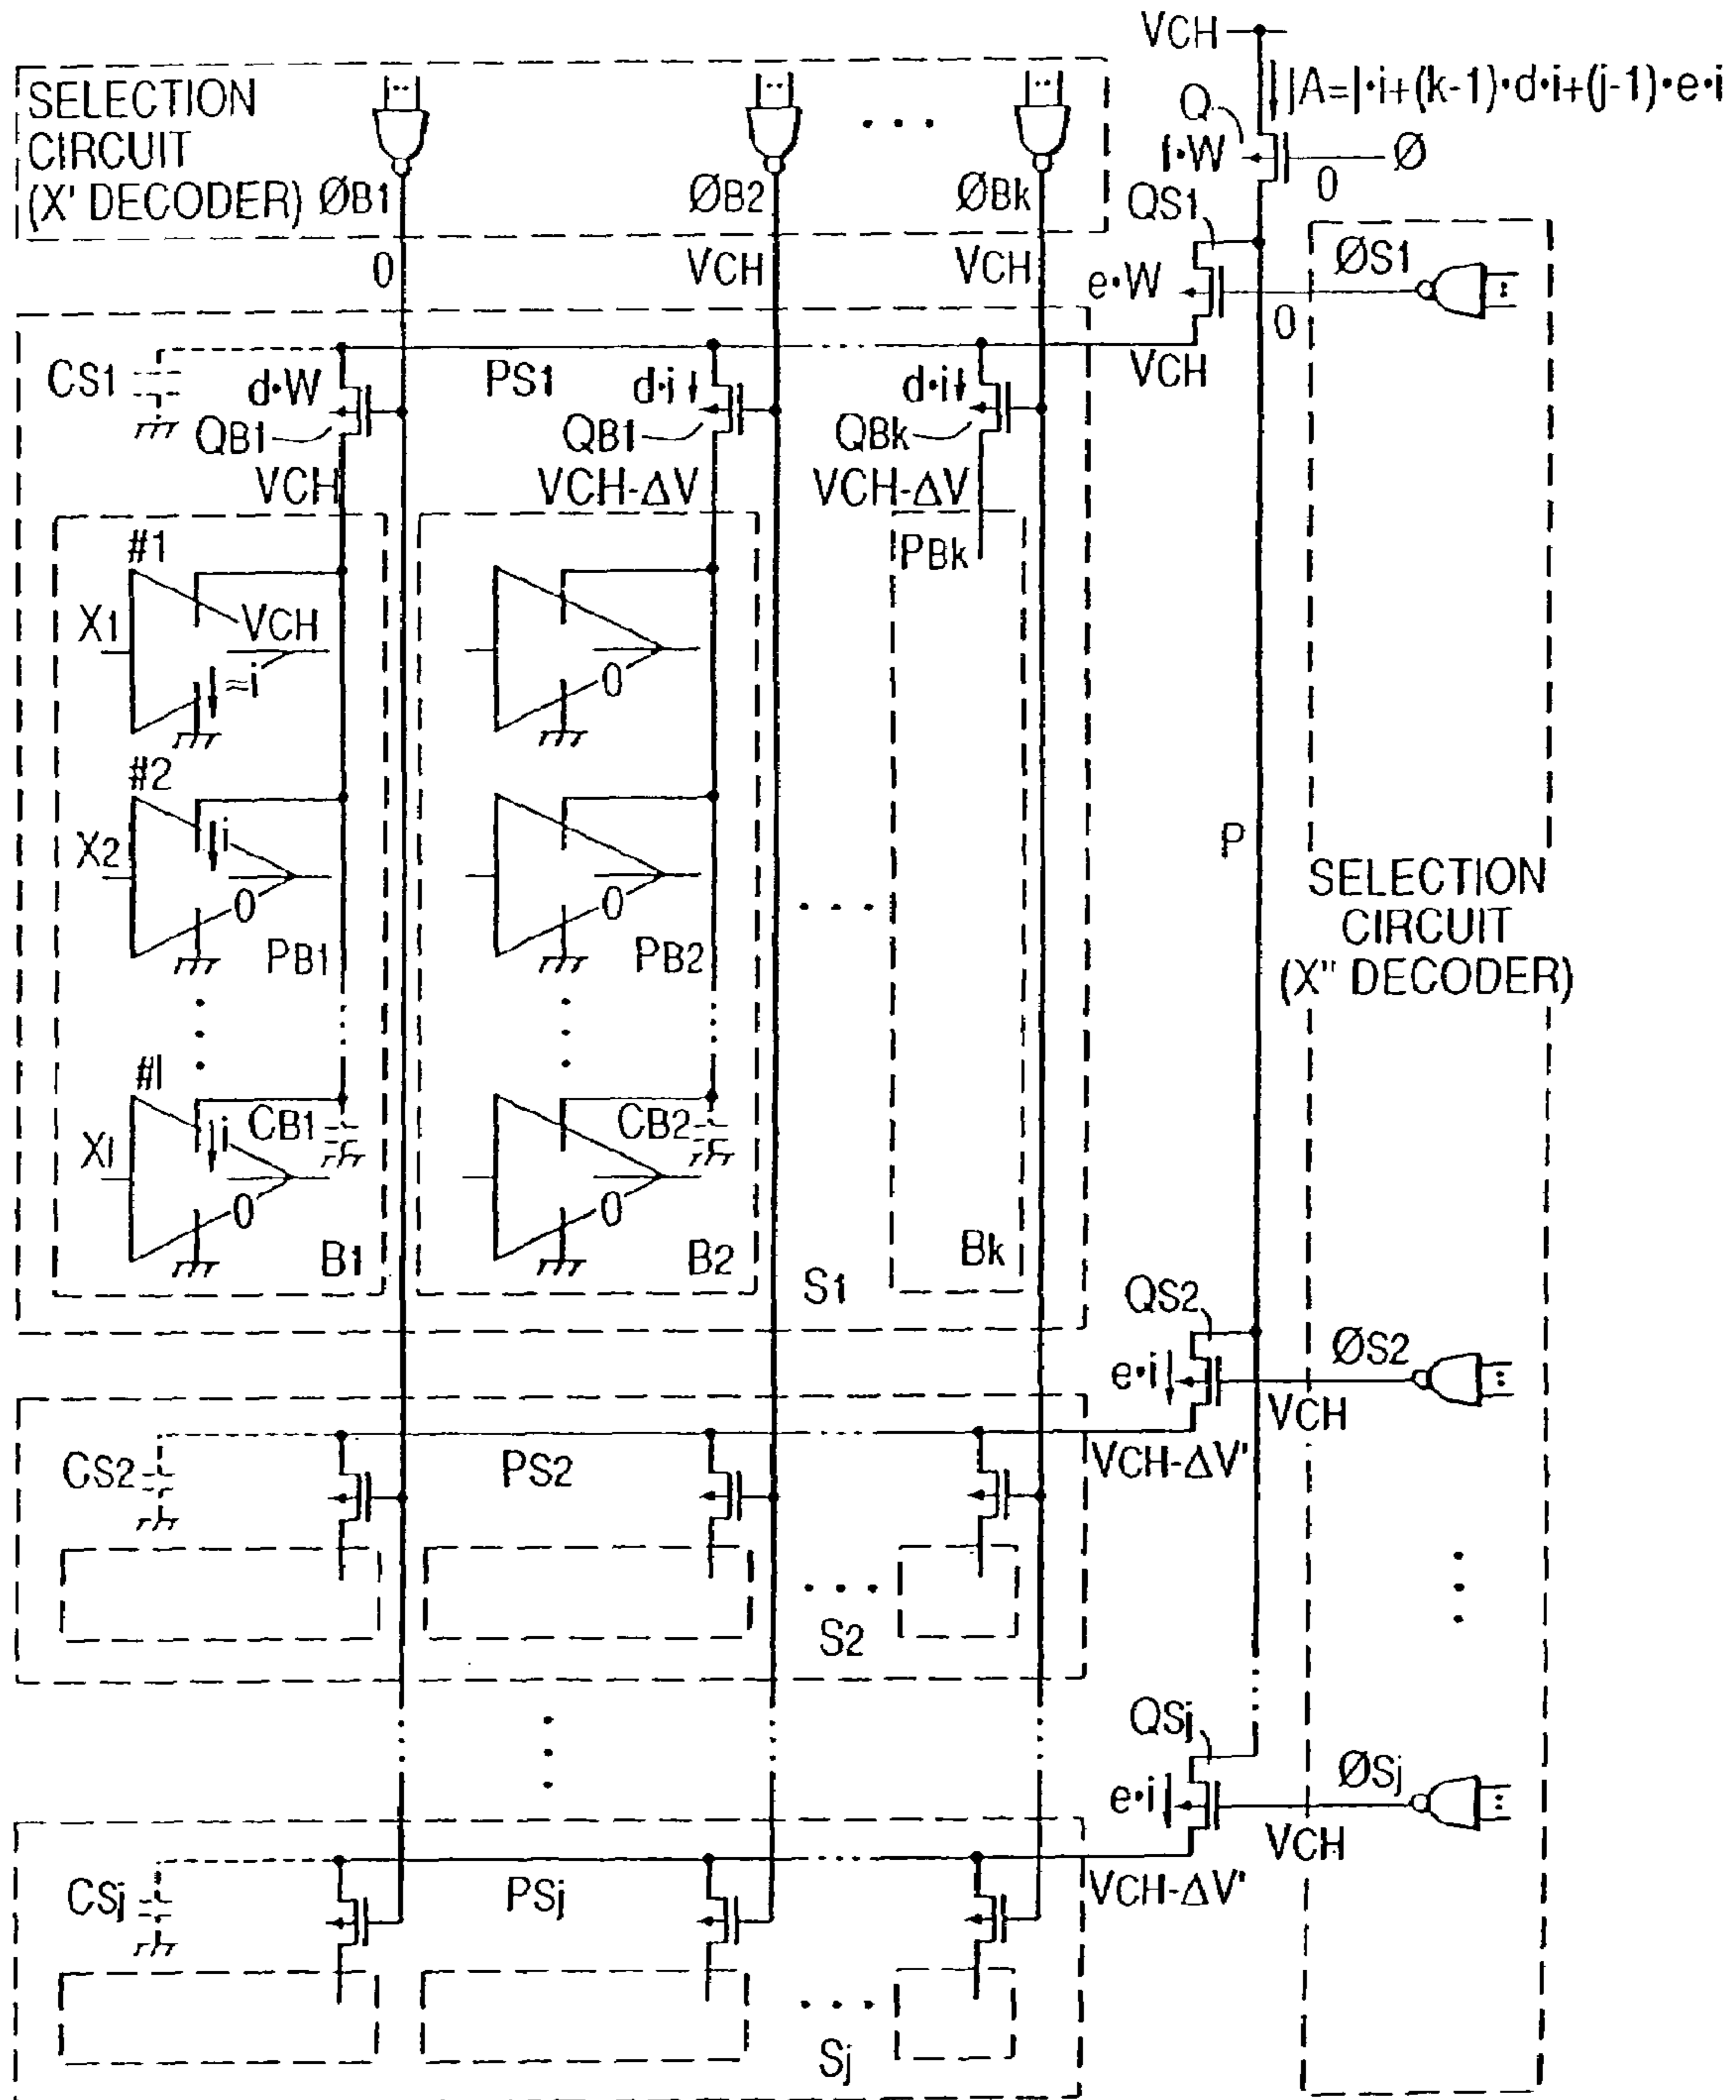 VCH
SELECTION
CIRCUIT
(X' DECODER)
ØB1
ØB2
ØBk
Q
|A=|•i+(k-1)•d•i+(j-1)•e•i
f•W
Ø
0
QS1
0
VCH
VCH
e•W
ØS1
0
CS1
d•W
PS1
d•i
d•i
VCH
QB1
QB1
QBk
VCH
VCH-ΔV
VCH-ΔV
#1
PBk
X1
VCH
≈i
0
#2
X2
i
0
0
PB1
PB2
P
SELECTION
CIRCUIT
(X" DECODER)
#l
Xl
i
CB1
CB2
0
0
B1
B2
Bk
S1
QS2
ØS2
e•i
VCH
CS2
PS2
VCH-ΔV'
S2
QSj
ØSj
e•i
VCH
CSj
PSj
VCH-ΔV'
Sj